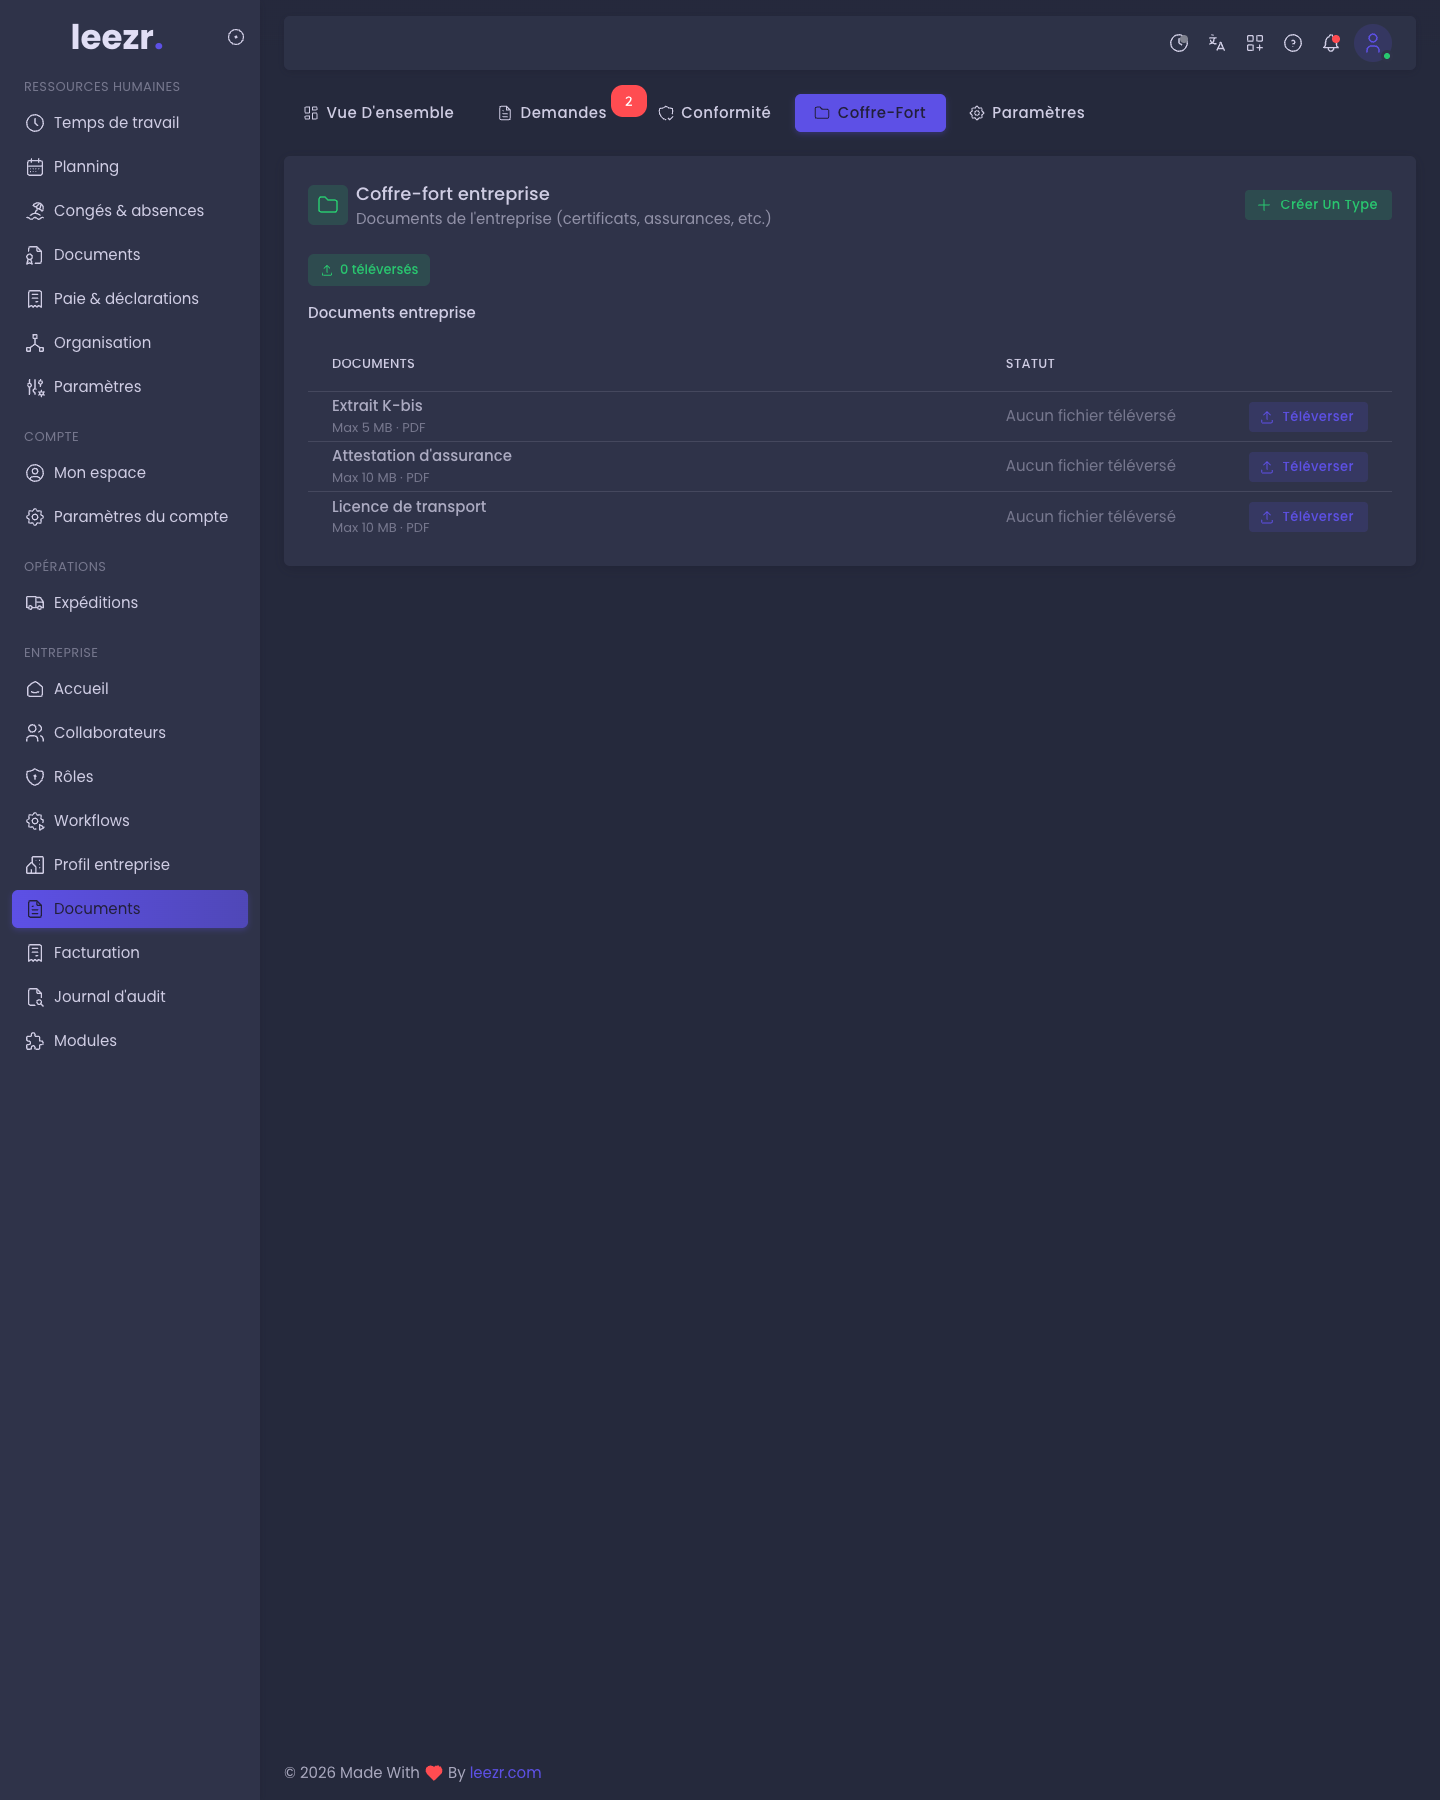 leezr.
RESSOURCES HUMAINES
Temps de travail
Planning
Congés & absences
Documents
Paie & déclarations
Organisation
Paramètres
COMPTE
Mon espace
Paramètres du compte
OPÉRATIONS
Expéditions
ENTREPRISE
Accueil
Collaborateurs
Rôles
Workflows
Profil entreprise
Documents
Facturation
Journal d'audit
Modules
Vue D'ensemble
Demandes
2
Conformité
Coffre-Fort
Paramètres
Coffre-fort entreprise
Documents de l'entreprise (certificats, assurances, etc.)
Créer Un Type
0 téléversés
Documents entreprise
DOCUMENTS STATUT
Extrait K-bis
Max 5 MB · PDF
Aucun fichier téléversé
Téléverser
Attestation d'assurance
Max 10 MB · PDF
Aucun fichier téléversé
Téléverser
Licence de transport
Max 10 MB · PDF
Aucun fichier téléversé
Téléverser
© 2026 Made With By leezr.com